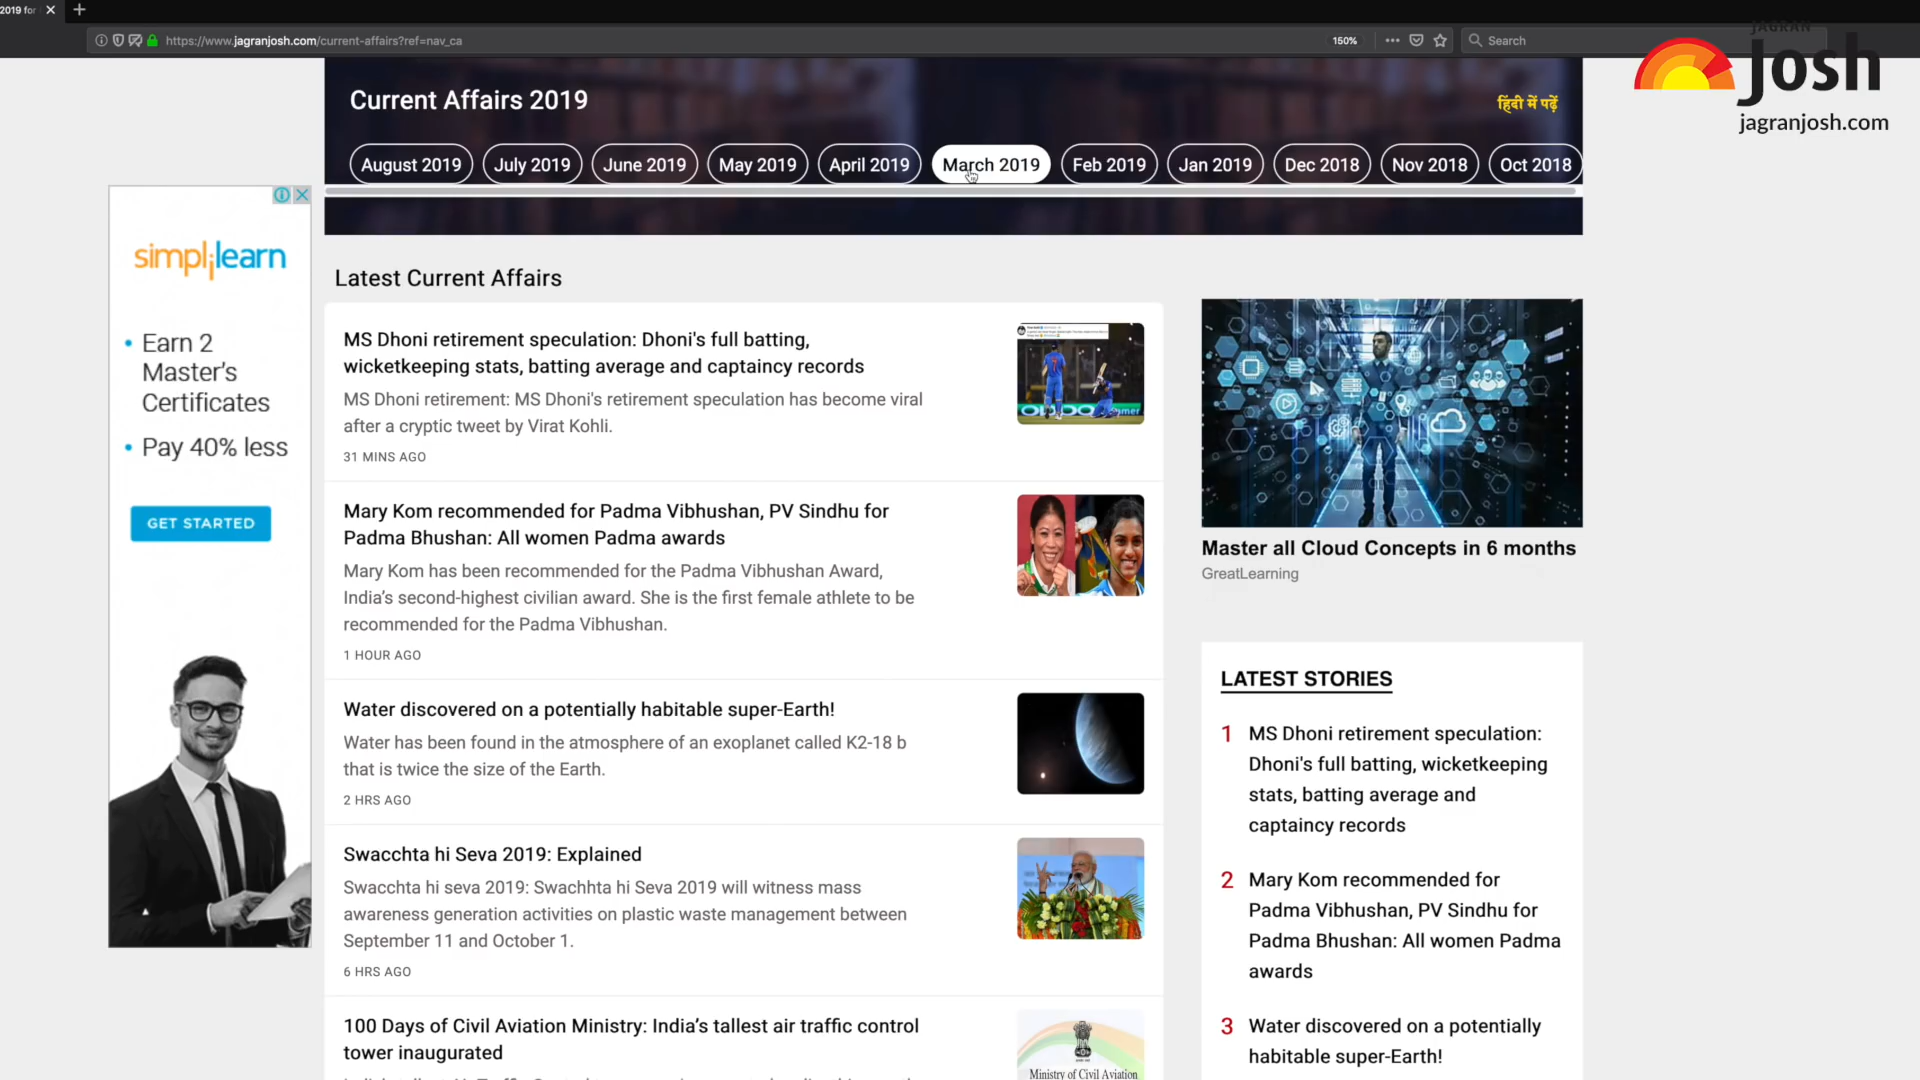 2019 for
https://www.jagranjosh.com/current-affairs?ref=nav_ca
150%
Search
JAGRAN
Josh
jagranjosh.com
Current Affairs 2019
हिंदी में पढ़ें
August 2019
July 2019
June 2019
May 2019
April 2019
March 2019
Feb 2019
Jan 2019
Dec 2018
Nov 2018
Oct 2018
simplilearn
• Earn 2
Master's
Certificates
• Pay 40% less
GET STARTED
Latest Current Affairs
MS Dhoni retirement speculation: Dhoni's full batting,
wicketkeeping stats, batting average and captaincy records
MS Dhoni retirement: MS Dhoni's retirement speculation has become viral
after a cryptic tweet by Virat Kohli.
31 MINS AGO
Mary Kom recommended for Padma Vibhushan, PV Sindhu for
Padma Bhushan: All women Padma awards
Mary Kom has been recommended for the Padma Vibhushan Award,
India's second-highest civilian award. She is the first female athlete to be
recommended for the Padma Vibhushan.
1 HOUR AGO
Water discovered on a potentially habitable super-Earth!
Water has been found in the atmosphere of an exoplanet called K2-18 b
that is twice the size of the Earth.
2 HRS AGO
Swacchta hi Seva 2019: Explained
Swacchta hi seva 2019: Swachhta hi Seva 2019 will witness mass
awareness generation activities on plastic waste management between
September 11 and October 1.
6 HRS AGO
100 Days of Civil Aviation Ministry: India's tallest air traffic control
tower inaugurated
Ministry of Civil Aviation
Master all Cloud Concepts in 6 months
GreatLearning
LATEST STORIES
1 MS Dhoni retirement speculation:
Dhoni's full batting, wicketkeeping
stats, batting average and
captaincy records
2 Mary Kom recommended for
Padma Vibhushan, PV Sindhu for
Padma Bhushan: All women Padma
awards
3 Water discovered on a potentially
habitable super-Earth!